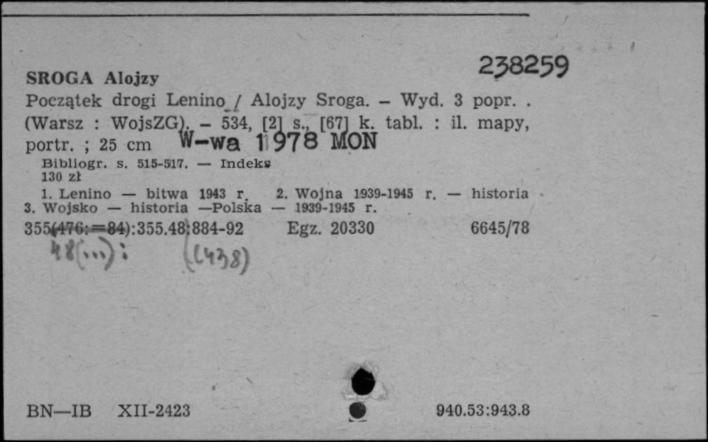 238259
SROGA Alojzy
Początek drogi Lenino / Alojzy Sroga. — Wyd. 3 popr. .
(Warsz : WojsZG). — 534, [2] s., [67] k. tabl. : il. mapy,
portr. ; 25 cm W-wa 1978 MON
Bibliogr. s. 515-517. — Indeks
130 zł
1. Lenino — bitwa 1943 r. 2. Wojna 1939-1945 r. — historia
3. Wojsko — historia —Polska — 1939-1945 r.
355(476:=84):355.48:884-92 Egz. 20330 6645/78
48(...): (438)
BN—IB XII-2423 940.53:943.8